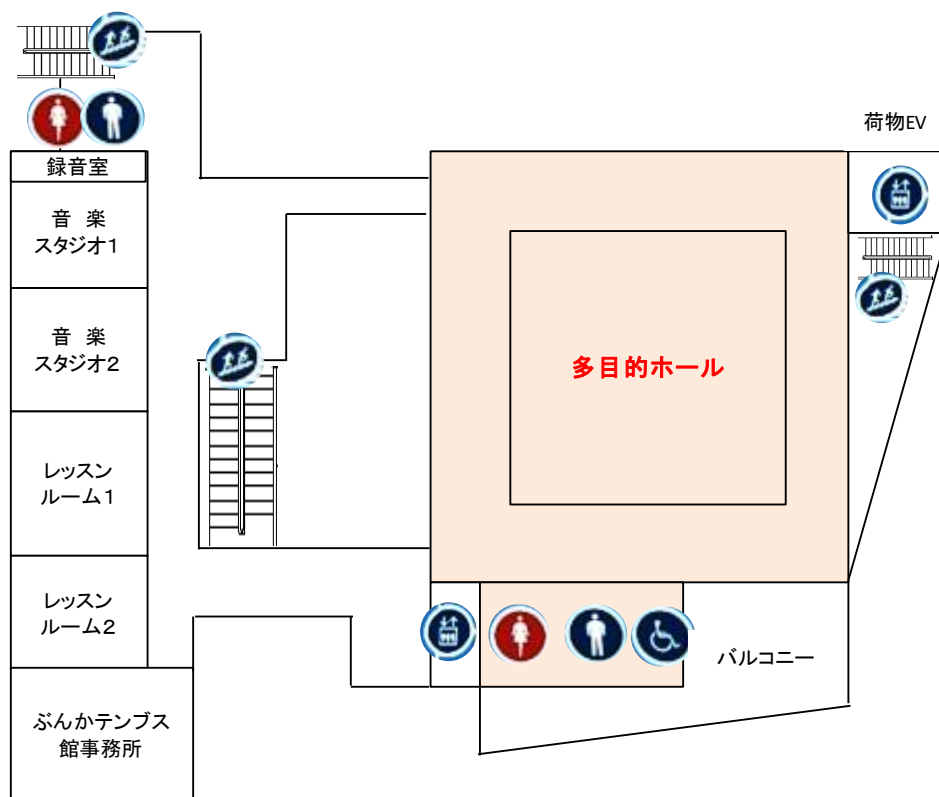 荷物EV
録音室
音 楽
スタジオ1
音 楽
スタジオ2
多目的ホール
レッスン
ルーム1
レッスン
ルーム2
バルコニー
ぶんかテンブス
館事務所